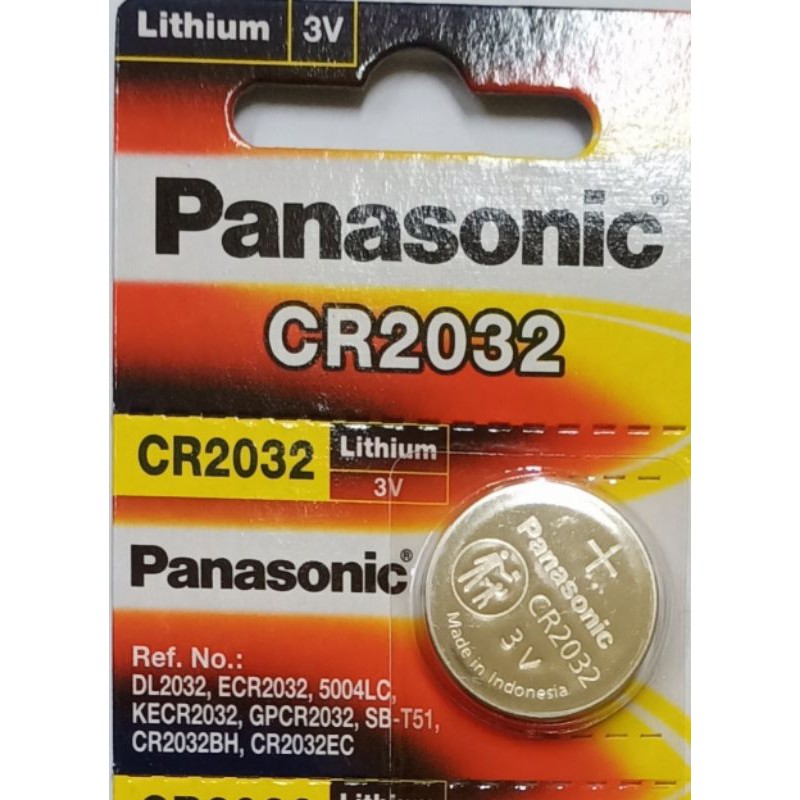 Lithium 3V
Panasonic®
CR2032
CR2032 Lithium
3V
Panasonic®
Ref. No.:
DL2032, ECR2032, 5004LC,
KECR2032, GPCR2032, SB-T51,
CR2032BH, CR2032EC
+
Panasonic
CR2032
3V
Made in Indonesia
Lithium